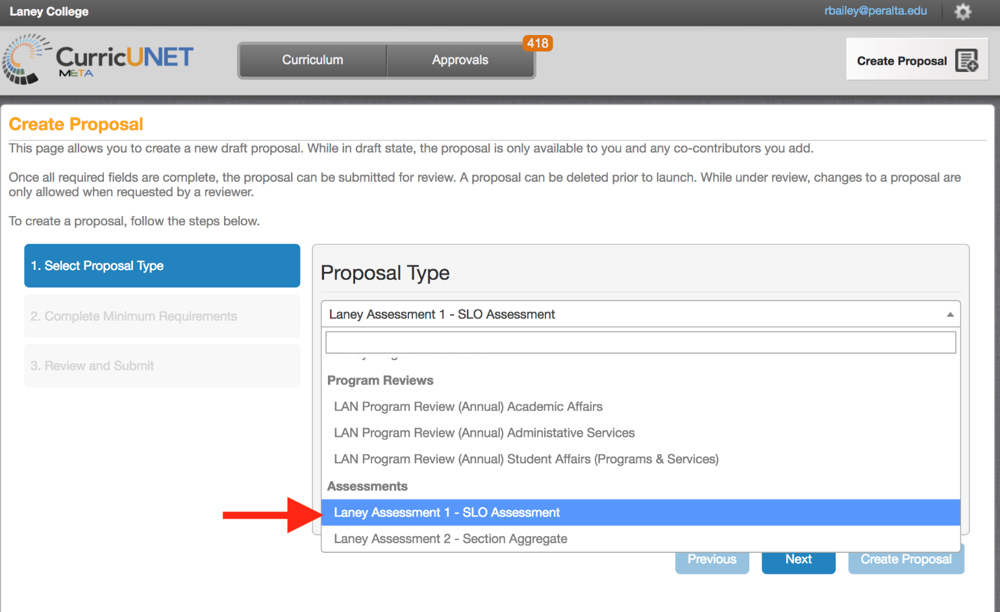 Laney College
rbailey@peralta.edu
CurricUNET
META
Curriculum
Approvals
418
Create Proposal
Create Proposal
This page allows you to create a new draft proposal. While in draft state, the proposal is only available to you and any co-contributors you add.
Once all required fields are complete, the proposal can be submitted for review. A proposal can be deleted prior to launch. While under review, changes to a proposal are
only allowed when requested by a reviewer.
To create a proposal, follow the steps below.
1. Select Proposal Type
2. Complete Minimum Requirements
3. Review and Submit
Proposal Type
Laney Assessment 1 - SLO Assessment
Program Reviews
LAN Program Review (Annual) Academic Affairs
LAN Program Review (Annual) Administative Services
LAN Program Review (Annual) Student Affairs (Programs & Services)
Assessments
Laney Assessment 1 - SLO Assessment
Laney Assessment 2 - Section Aggregate
Previous
Next
Create Proposal